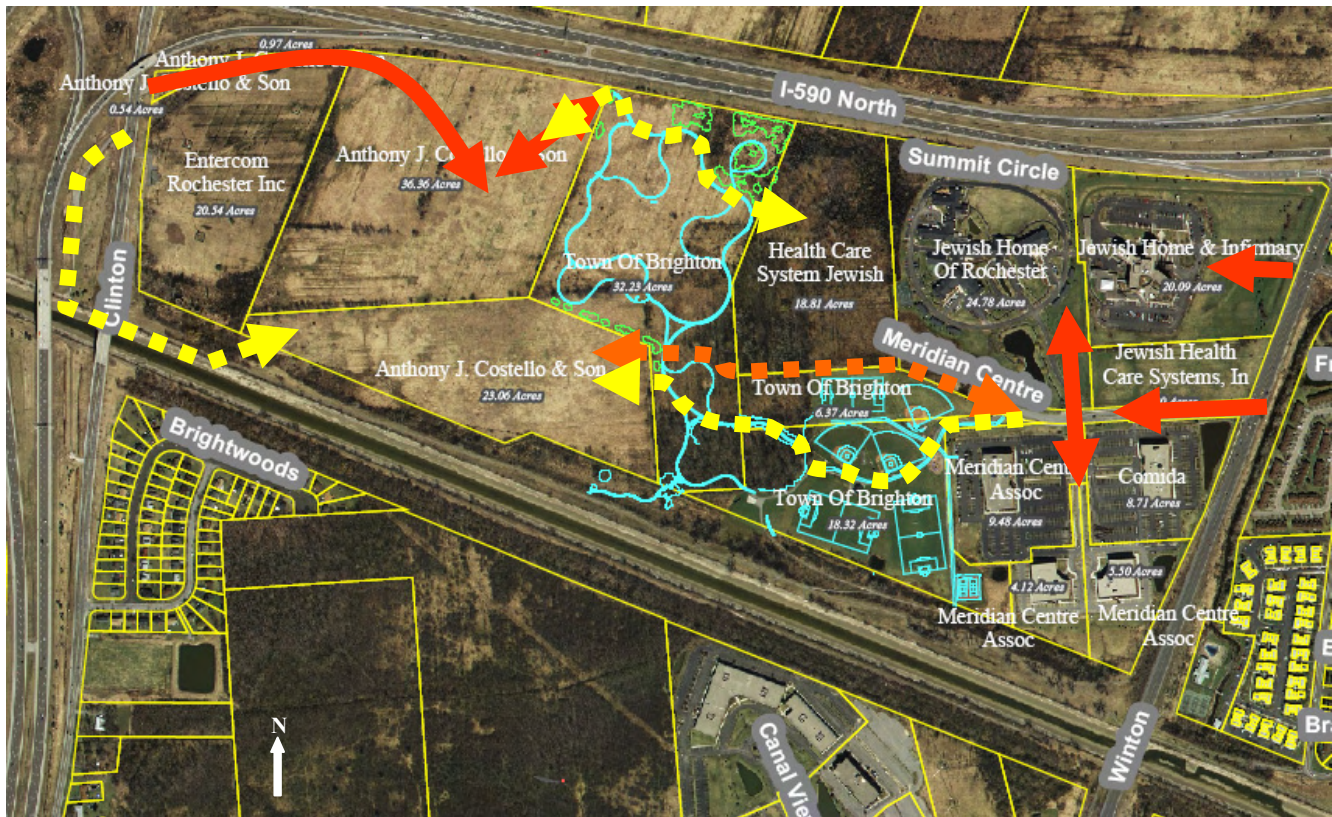 0.97 Acres
Anthony J.
Anthony J. Costello & Son
0.54 Acres
I-590 North
Entercom
Rochester Inc
20.54 Acres
Anthony J. Costello & Son
36.36 Acres
Summit Circle
Town Of Brighton
32.23 Acres
Health Care
System Jewish
18.81 Acres
Jewish Home
Of Rochester
24.78 Acres
Jewish Home & Infirmary
20.09 Acres
Clinton
Meridian Centre
Jewish Health
Care Systems, In
Anthony J. Costello & Son
23.06 Acres
Town Of Brighton
6.37 Acres
Fr
Brightwoods
Meridian Centre
Assoc
9.48 Acres
Comida
8.71 Acres
Town Of Brighton
18.32 Acres
4.12 Acres
5.50 Acres
Meridian Centre
Assoc
Meridian Centre
Assoc
N
Canal Vie
Winton
E
Bra